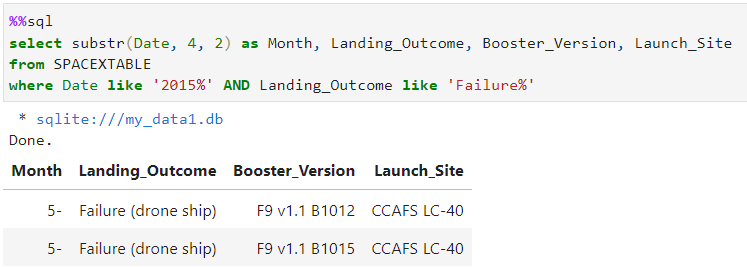 %%sql
select substr(Date, 4, 2) as Month, Landing_Outcome, Booster_Version, Launch_Site
from SPACEXTABLE
where Date like '2015%' AND Landing_Outcome like 'Failure%'
* sqlite:///my_data1.db
Done.
Month Landing_Outcome Booster_Version Launch_Site
5- Failure (drone ship) F9 v1.1 B1012 CCAFS LC-40
5- Failure (drone ship) F9 v1.1 B1015 CCAFS LC-40